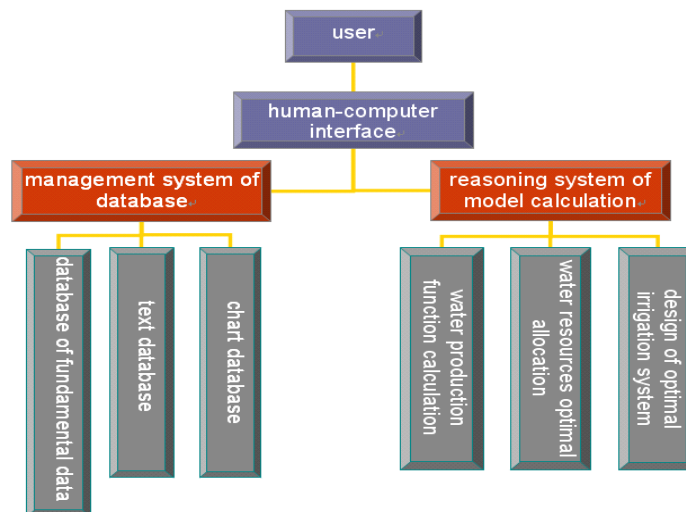 user
human-computer
interface
management system of
database
reasoning system of
model calculation
database of fundamental data
text database
chart database
water production
function calculation
water resources optimal
allocation
design of optimal
irrigation system